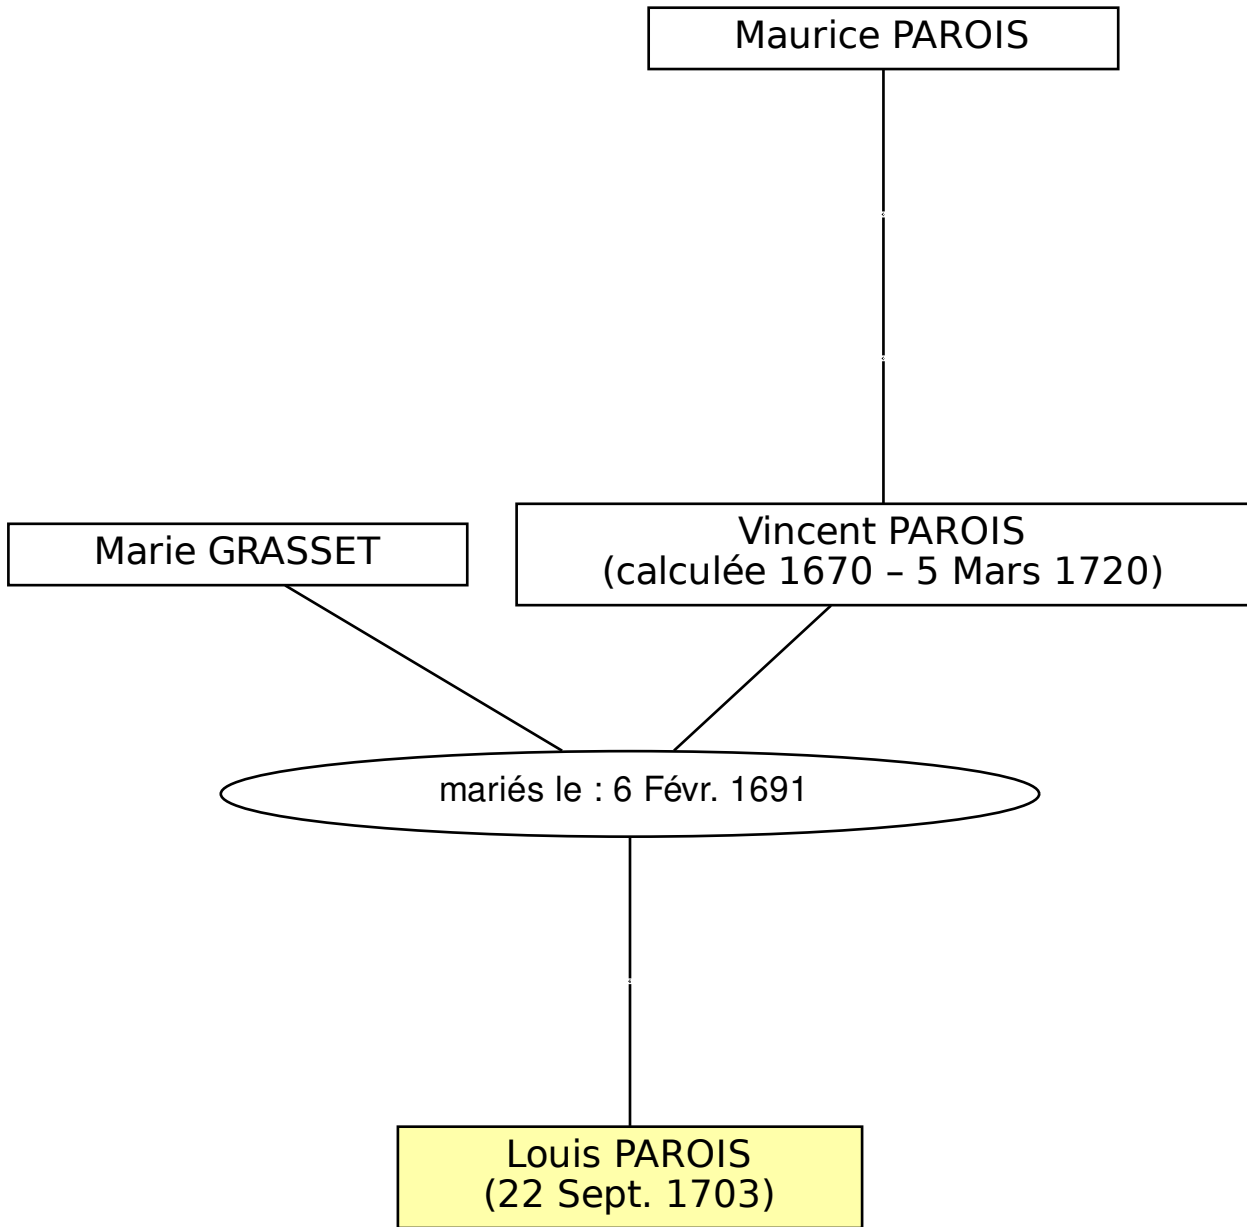 Maurice PAROIS
Marie GRASSET
Vincent PAROIS
(calculée 1670 – 5 Mars 1720)
mariés le : 6 Févr. 1691
Louis PAROIS
(22 Sept. 1703)